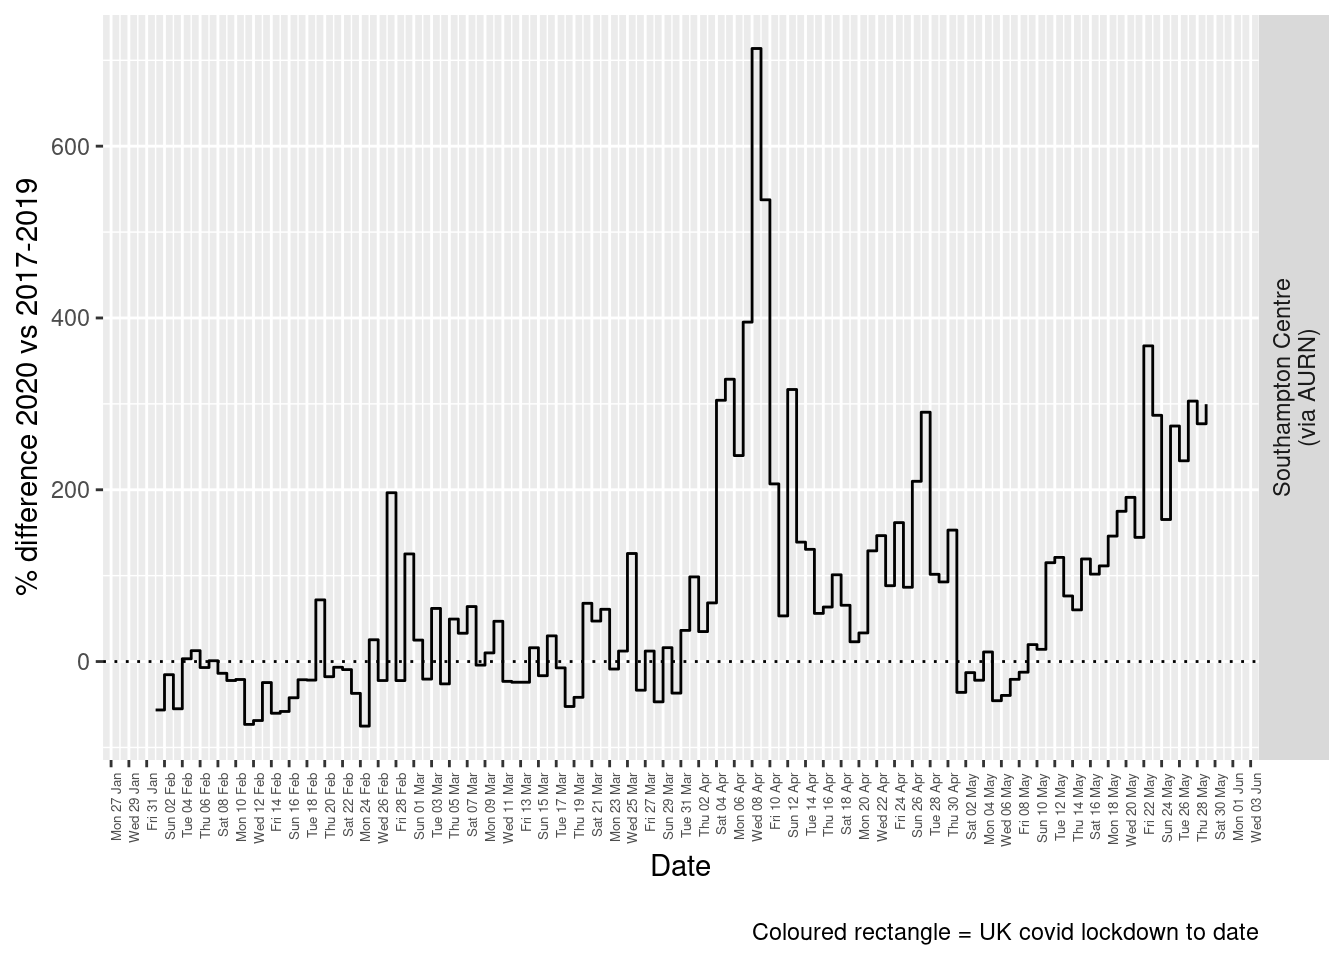 % difference 2020 vs 2017-2019
600
400
200
0
Southampton Centre
(via AURN)
Mon 27 Jan
Wed 29 Jan
Fri 31 Jan
Sun 02 Feb
Tue 04 Feb
Thu 06 Feb
Sat 08 Feb
Mon 10 Feb
Wed 12 Feb
Fri 14 Feb
Sun 16 Feb
Tue 18 Feb
Thu 20 Feb
Sat 22 Feb
Mon 24 Feb
Wed 26 Feb
Fri 28 Feb
Sun 01 Mar
Tue 03 Mar
Thu 05 Mar
Sat 07 Mar
Mon 09 Mar
Wed 11 Mar
Fri 13 Mar
Sun 15 Mar
Tue 17 Mar
Thu 19 Mar
Sat 21 Mar
Mon 23 Mar
Wed 25 Mar
Fri 27 Mar
Sun 29 Mar
Tue 31 Mar
Thu 02 Apr
Sat 04 Apr
Mon 06 Apr
Wed 08 Apr
Fri 10 Apr
Sun 12 Apr
Tue 14 Apr
Thu 16 Apr
Sat 18 Apr
Mon 20 Apr
Wed 22 Apr
Fri 24 Apr
Sun 26 Apr
Tue 28 Apr
Thu 30 Apr
Sat 02 May
Mon 04 May
Wed 06 May
Fri 08 May
Sun 10 May
Tue 12 May
Thu 14 May
Sat 16 May
Mon 18 May
Wed 20 May
Fri 22 May
Sun 24 May
Tue 26 May
Thu 28 May
Sat 30 May
Mon 01 Jun
Wed 03 Jun
Date
Coloured rectangle = UK covid lockdown to date